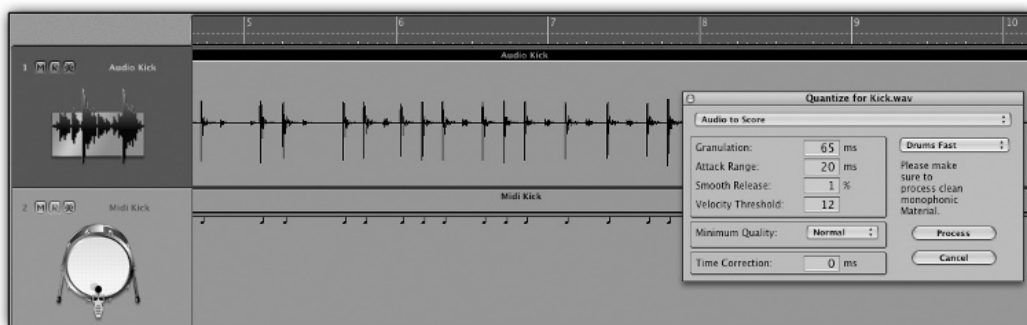 5 6 7 8 9 10
Audio Kick
1 M R Audio Kick
Midi Kick
2 M R Midi Kick
Quantize for Kick.wav
Audio to Score
Granulation: 65 ms
Attack Range: 20 ms
Smooth Release: 1 %
Velocity Threshold: 12
Minimum Quality: Normal
Time Correction: 0 ms
Drums Fast
Please make
sure to
process clean
monophonic
Material.
Process
Cancel